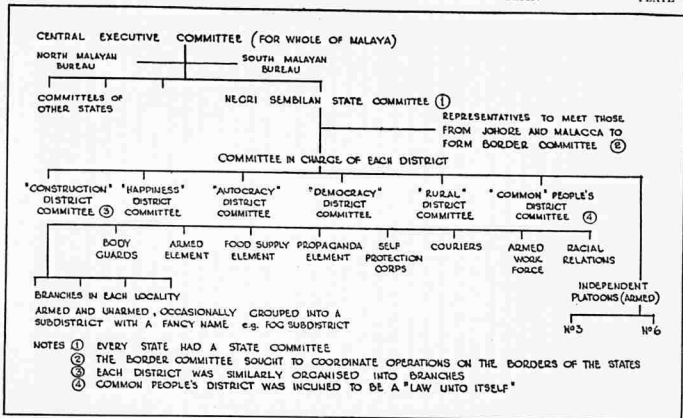 PLATE
CENTRAL EXECUTIVE COMMITTEE (FOR WHOLE OF MALAYA)
NORTH MALAYAN
BUREAU
SOUTH MALAYAN
BUREAU
COMMITTEES OF
OTHER STATES
NEGRI SEMBILAN STATE COMMITTEE ①
REPRESENTATIVES TO MEET THOSE
FROM JOHORE AND MALACCA TO
FORM BORDER COMMITTEE ②
COMMITTEE IN CHARGE OF EACH DISTRICT
"CONSTRUCTION"
DISTRICT
COMMITTEE ③
"HAPPINESS"
DISTRICT
COMMITTEE
"AUTOCRACY"
DISTRICT
COMMITTEE
"DEMOCRACY"
DISTRICT
COMMITTEE
"RURAL"
DISTRICT
COMMITTEE
"COMMON" PEOPLE'S
DISTRICT
COMMITTEE ④
BODY
GUARDS
ARMED
ELEMENT
FOOD SUPPLY
ELEMENT
PROPAGANDA
ELEMENT
SELF
PROTECTION
CORPS
COURIERS
ARMED
WORK
FORCE
RACIAL
RELATIONS
BRANCHES IN EACH LOCALITY
ARMED AND UNARMED, OCCASIONALLY GROUPED INTO A
SUBDISTRICT WITH A FANCY NAME e.g. FOG SUBDISTRICT
INDEPENDENT
PLATOONS (ARMED)
Nº3
Nº6
NOTES ① EVERY STATE HAD A STATE COMMITTEE
② THE BORDER COMMITTEE SOUGHT TO COORDINATE OPERATIONS ON THE BORDERS OF THE STATES
③ EACH DISTRICT WAS SIMILARLY ORGANISED INTO BRANCHES
④ COMMON PEOPLE'S DISTRICT WAS INCLINED TO BE A "LAW UNTO ITSELF"